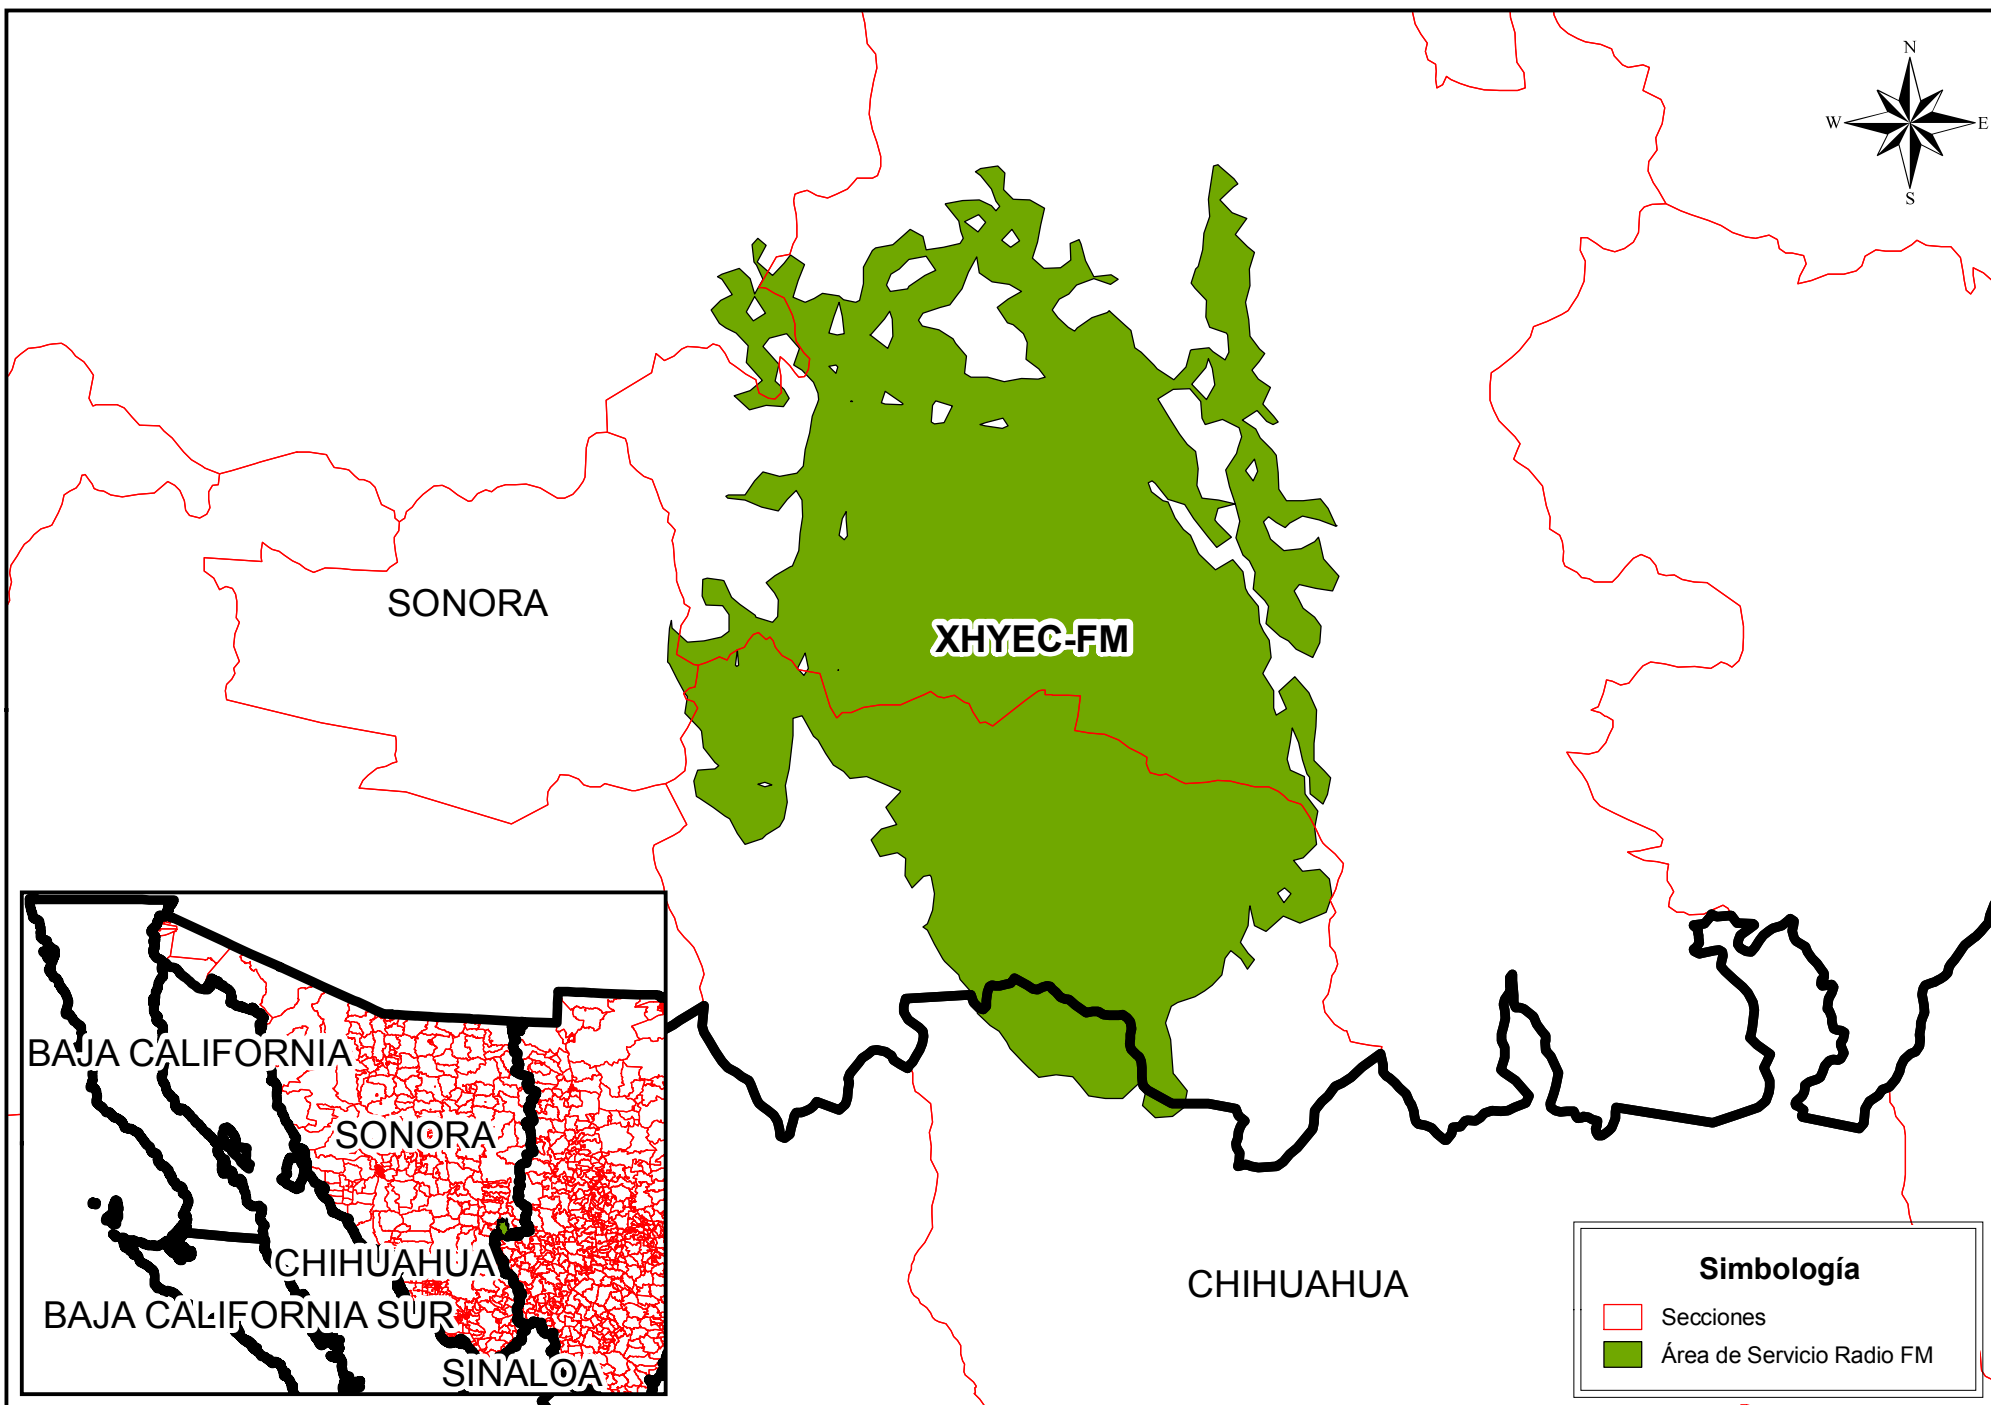 N
W
E
S
SONORA
XHYEC-FM
BAJA CALIFORNIA
SONORA
CHIHUAHUA
BAJA CALIFORNIA SUR
SINALOA
CHIHUAHUA
Simbología
Secciones
Área de Servicio Radio FM